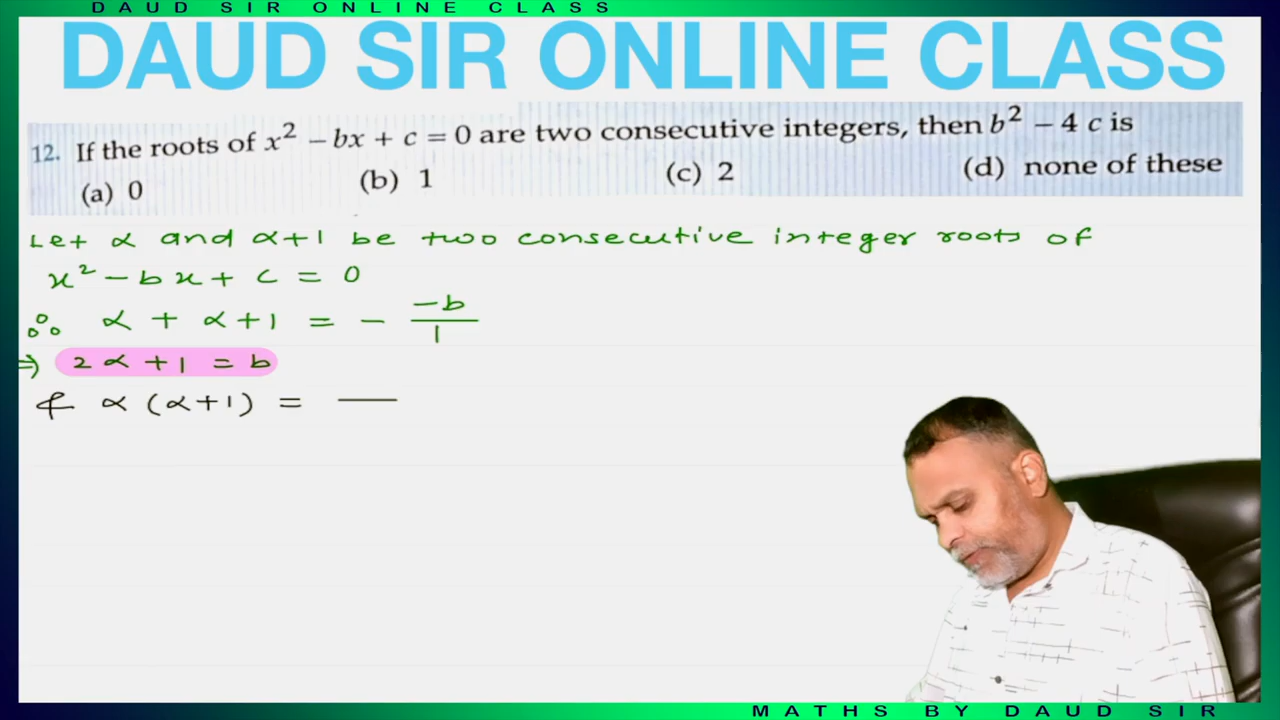 DAUD SIR ONLINE CLASS
DAUD SIR ONLINE CLASS
12. If the roots of x² − bx + c = 0 are two consecutive integers, then b² − 4 c is
(a) 0 (b) 1 (c) 2 (d) none of these
Let α and α+1 be two consecutive integer roots of
x² − bx + c = 0
∴ α + α+1 = − −b/1
⇒ 2α+1 = b
& α(α+1) = —
MATHS BY DAUD SIR